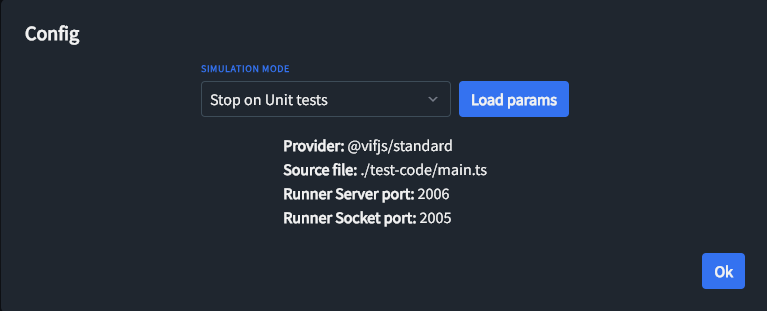 Config
SIMULATION MODE
Stop on Unit tests
Load params
Provider: @vifjs/standard
Source file: ./test-code/main.ts
Runner Server port: 2006
Runner Socket port: 2005
Ok